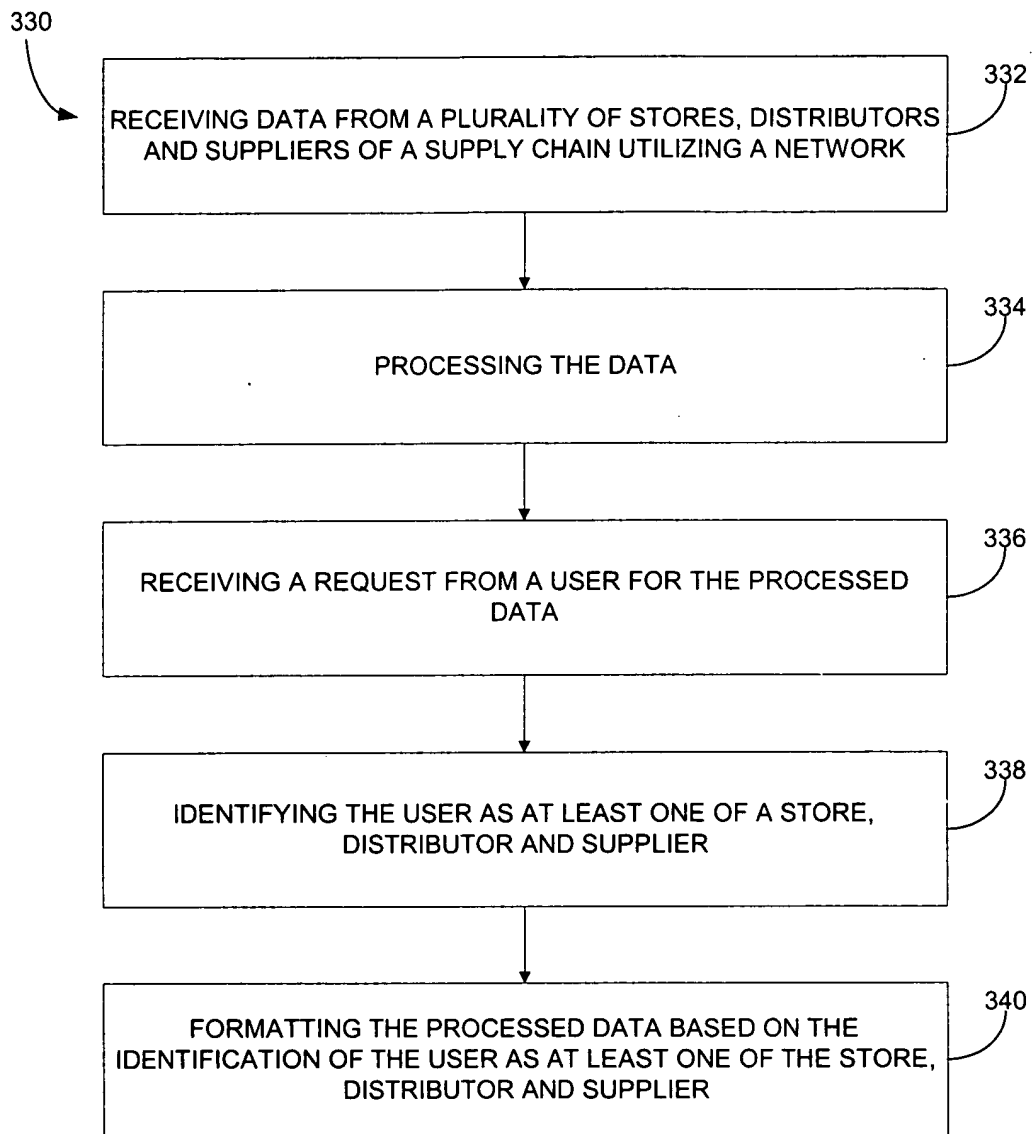 330
332
RECEIVING DATA FROM A PLURALITY OF STORES, DISTRIBUTORS
AND SUPPLIERS OF A SUPPLY CHAIN UTILIZING A NETWORK
334
PROCESSING THE DATA
336
RECEIVING A REQUEST FROM A USER FOR THE PROCESSED
DATA
338
IDENTIFYING THE USER AS AT LEAST ONE OF A STORE,
DISTRIBUTOR AND SUPPLIER
340
FORMATTING THE PROCESSED DATA BASED ON THE
IDENTIFICATION OF THE USER AS AT LEAST ONE OF THE STORE,
DISTRIBUTOR AND SUPPLIER